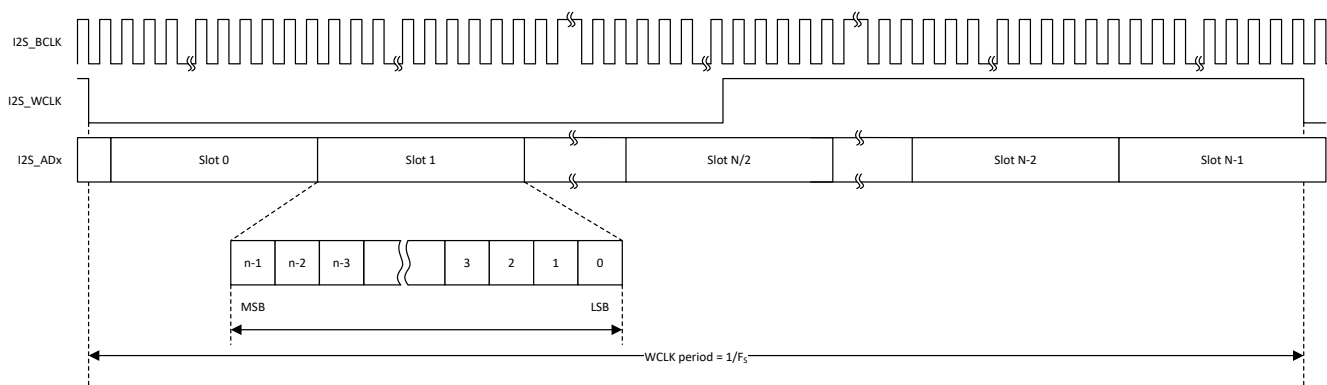 I2S_BCLK
I2S_WCLK
I2S_ADx
Slot 0 Slot 1 Slot N/2 Slot N-2 Slot N-1
n-1 n-2 n-3 3 2 1 0
MSB LSB
WCLK period = 1/FS